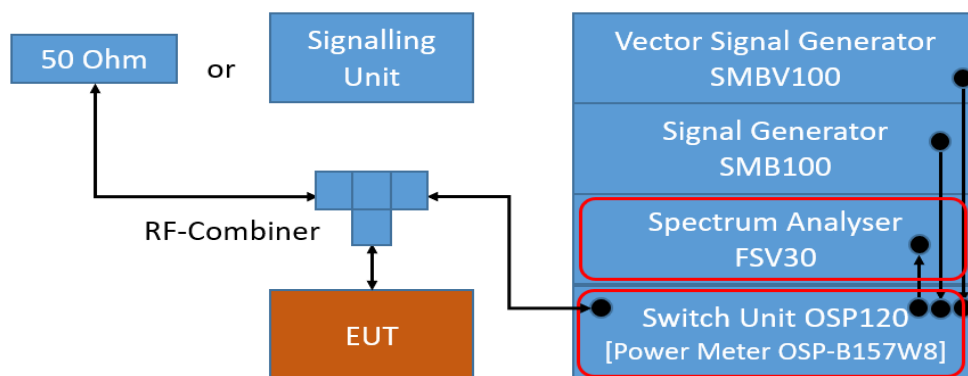 50 Ohm
or
Signalling
Unit
RF-Combiner
EUT
Vector Signal Generator
SMBV100
Signal Generator
SMB100
Spectrum Analyser
FSV30
Switch Unit OSP120
[Power Meter OSP-B157W8]